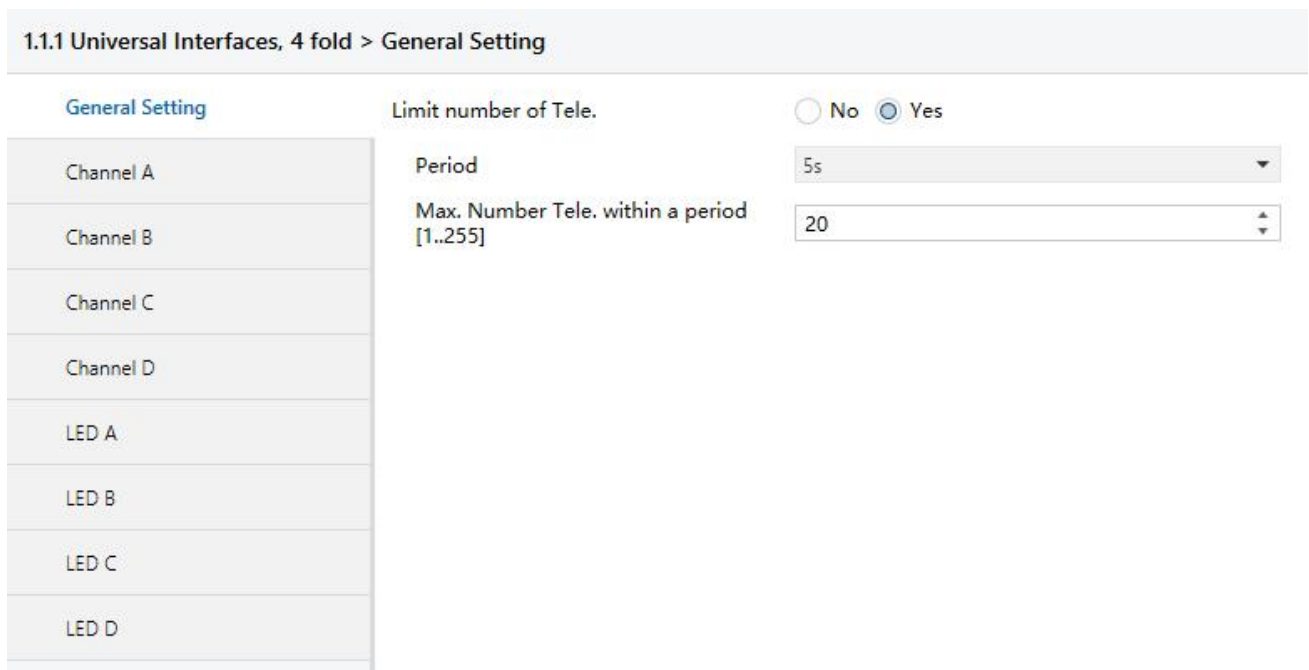 1.1.1 Universal Interfaces, 4 fold > General Setting
General Setting
Channel A
Channel B
Channel C
Channel D
LED A
LED B
LED C
LED D
Limit number of Tele. No Yes
Period 5s
Max. Number Tele. within a period
[1..255] 20